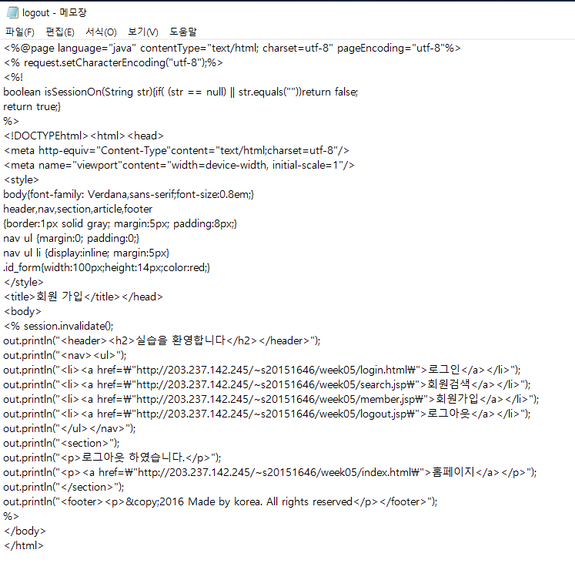 logout - 메모장
파일(F) 편집(E) 서식(O) 보기(V) 도움말
<%@page language="java" contentType="text/html; charset=utf-8" pageEncoding="utf-8"%>
<% request.setCharacterEncoding("utf-8");%>
<%!
boolean isSessionOn(String str){if( (str == null) || str.equals(""))return false;
return true;}
%>
<!DOCTYPEhtml><html><head>
<meta http-equiv="Content-Type"content="text/html;charset=utf-8"/>
<meta name="viewport"content="width=device-width, initial-scale=1"/>
<style>
body{font-family: Verdana,sans-serif;font-size:0.8em;}
header,nav,section,article,footer
{border:1px solid gray; margin:5px; padding:8px;}
nav ul {margin:0; padding:0;}
nav ul li {display:inline; margin:5px}
.id_form{width:100px;height:14px;color:red;}
</style>
<title>회원 가입</title></head>
<body>
<% session.invalidate();
out.println("<header><h2>실습을 환영합니다</h2></header>");
out.println("<nav><ul>");
out.println("<li><a href=₩"http://203.237.142.245/~s20151646/week05/login.html₩">로그인</a></li>");
out.println("<li><a href=₩"http://203.237.142.245/~s20151646/week05/search.jsp₩">회원검색</a></li>");
out.println("<li><a href=₩"http://203.237.142.245/~s20151646/week05/member.jsp₩">회원가입</a></li>");
out.println("<li><a href=₩"http://203.237.142.245/~s20151646/week05/logout.jsp₩">로그아웃</a></li>");
out.println("</ul></nav>");
out.println("<section>");
out.println("<p>로그아웃 하였습니다.</p>");
out.println("<p><a href=₩"http://203.237.142.245/~s20151646/week05/index.html₩">홈페이지</a></p>");
out.println("</section>");
out.println("<footer><p>&copy;2016 Made by korea. All rights reserved</p></footer>");
%>
</body>
</html>